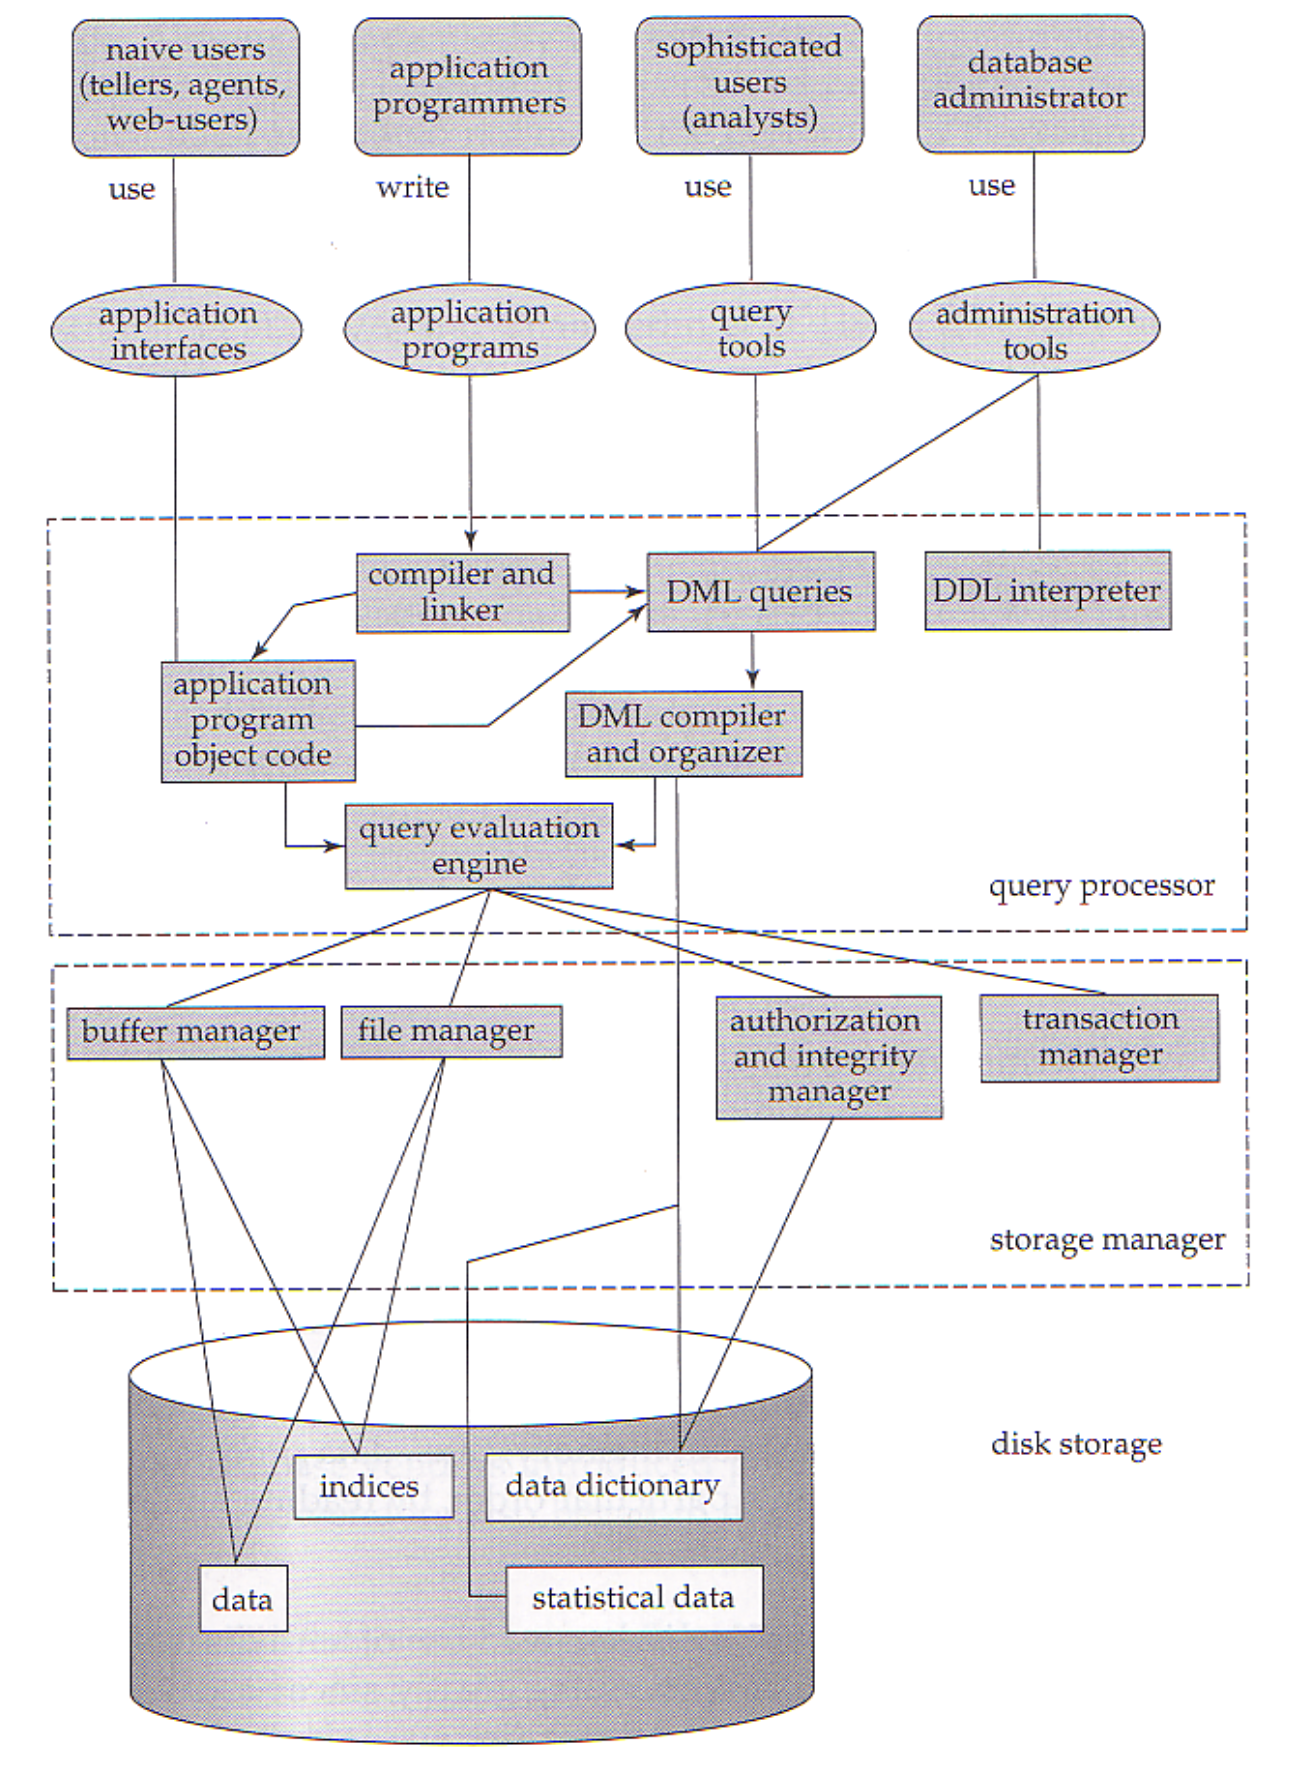 naive users
(tellers, agents,
web-users)
application
programmers
sophisticated
users
(analysts)
database
administrator
use
write
use
use
application
interfaces
application
programs
query
tools
administration
tools
compiler and
linker
DML queries
DDL interpreter
application
program
object code
DML compiler
and organizer
query evaluation
engine
query processor
buffer manager
file manager
authorization
and integrity
manager
transaction
manager
storage manager
disk storage
indices
data dictionary
data
statistical data